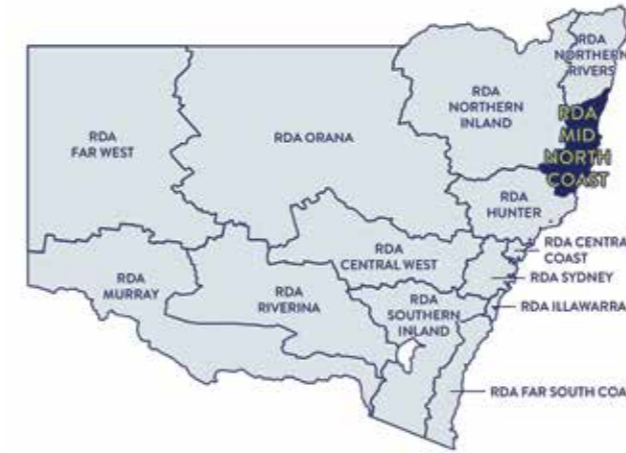 RDA
NORTHERN
RIVERS
RDA
NORTHERN
INLAND
RDA
FAR WEST
RDA ORANA
RDA
MID
NORTH
COAST
RDA
HUNTER
RDA CENTRAL
COAST
RDA
CENTRAL WEST
RDA SYDNEY
RDA
MURRAY
RDA
RIVERINA
RDA
SOUTHERN
INLAND
RDA ILLAWARRA
RDA FAR SOUTH COA